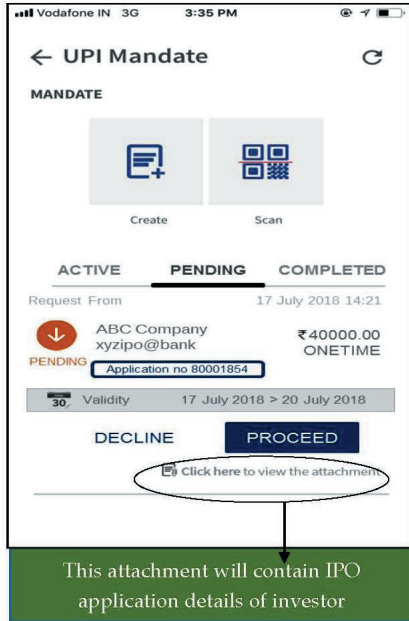 Vodafone IN 3G 3:35 PM
← UPI Mandate
MANDATE
Create Scan
ACTIVE PENDING COMPLETED
Request From 17 July 2018 14:21
ABC Company
xyzipo@bank
₹40000.00
ONETIME
PENDING
Application no 80001854
30 Validity 17 July 2018 > 20 July 2018
DECLINE PROCEED
Click here to view the attachment
This attachment will contain IPO
application details of investor